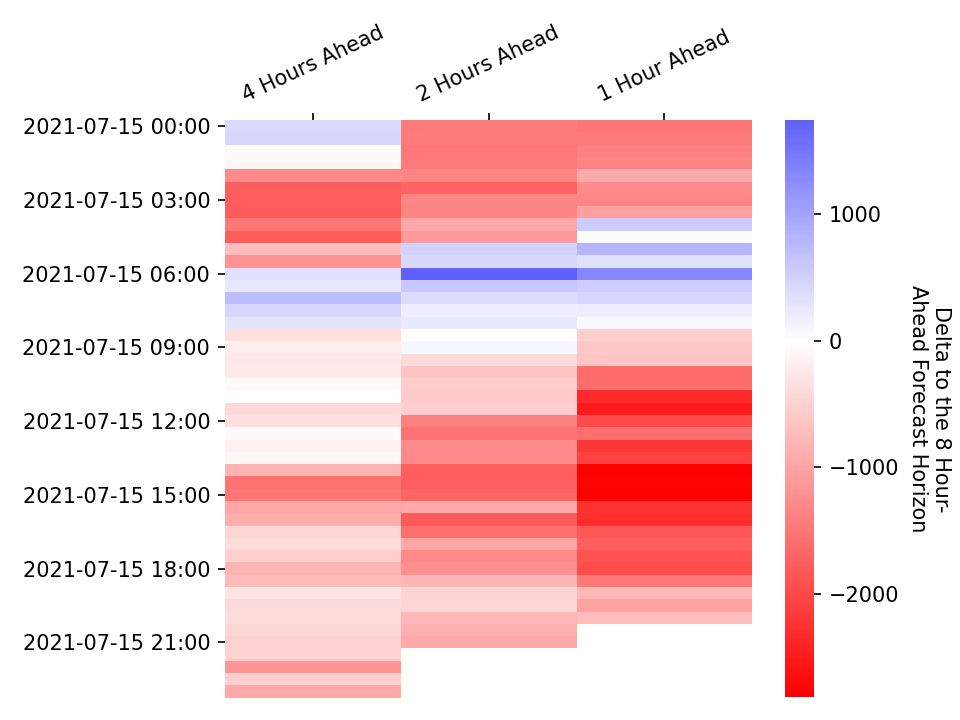 4 Hours Ahead
2 Hours Ahead
1 Hour Ahead
2021-07-15 00:00
2021-07-15 03:00
2021-07-15 06:00
2021-07-15 09:00
2021-07-15 12:00
2021-07-15 15:00
2021-07-15 18:00
2021-07-15 21:00
1000
0
−1000
−2000
Delta to the 8 Hour-
Ahead Forecast Horizon